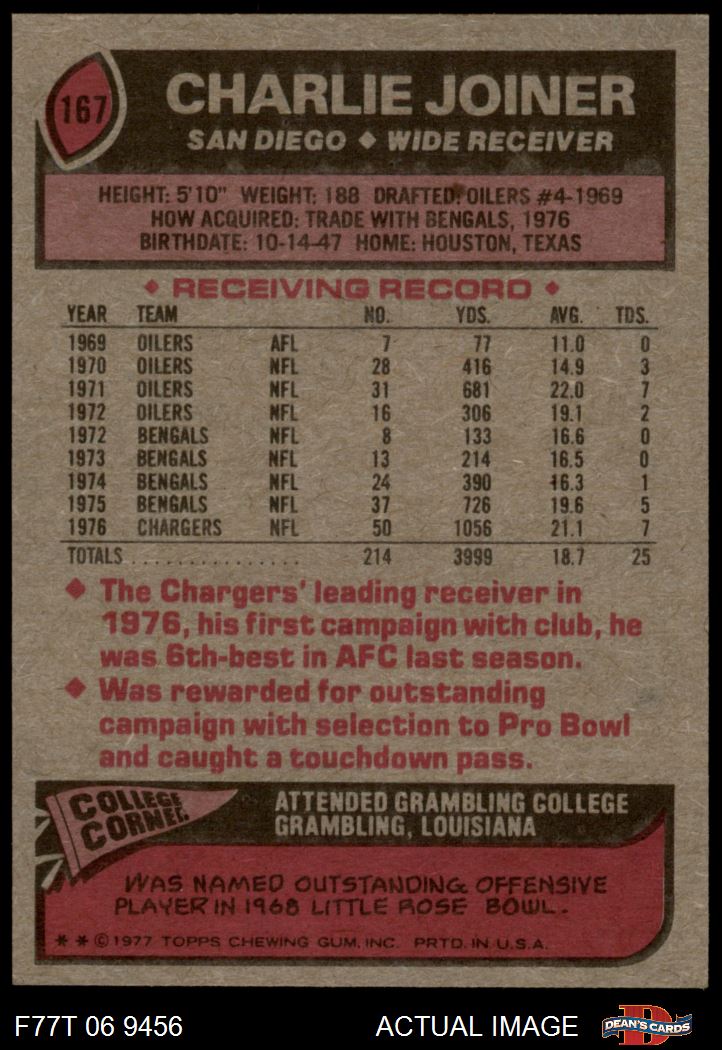 167
CHARLIE JOINER
SAN DIEGO ◆ WIDE RECEIVER
HEIGHT: 5'10" WEIGHT: 188 DRAFTED: OILERS #4-1969
HOW ACQUIRED: TRADE WITH BENGALS, 1976
BIRTHDATE: 10-14-47 HOME: HOUSTON, TEXAS
◆ RECEIVING RECORD ◆
YEAR TEAM NO. YDS. AVG. TDS.
1969 OILERS AFL 7 77 11.0 0
1970 OILERS NFL 28 416 14.9 3
1971 OILERS NFL 31 681 22.0 7
1972 OILERS NFL 16 306 19.1 2
1972 BENGALS NFL 8 133 16.6 0
1973 BENGALS NFL 13 214 16.5 0
1974 BENGALS NFL 24 390 16.3 1
1975 BENGALS NFL 37 726 19.6 5
1976 CHARGERS NFL 50 1056 21.1 7
TOTALS ............... 214 3999 18.7 25
◆ The Chargers' leading receiver in
1976, his first campaign with club, he
was 6th-best in AFC last season.
◆ Was rewarded for outstanding
campaign with selection to Pro Bowl
and caught a touchdown pass.
COLLEGE
CORNER
ATTENDED GRAMBLING COLLEGE
GRAMBLING, LOUISIANA
WAS NAMED OUTSTANDING OFFENSIVE
PLAYER IN 1968 LITTLE ROSE BOWL.
* * © 1977 TOPPS CHEWING GUM, INC. PRTD. IN U.S.A.
F77T 06 9456
ACTUAL IMAGE
D
DEAN'S CARDS